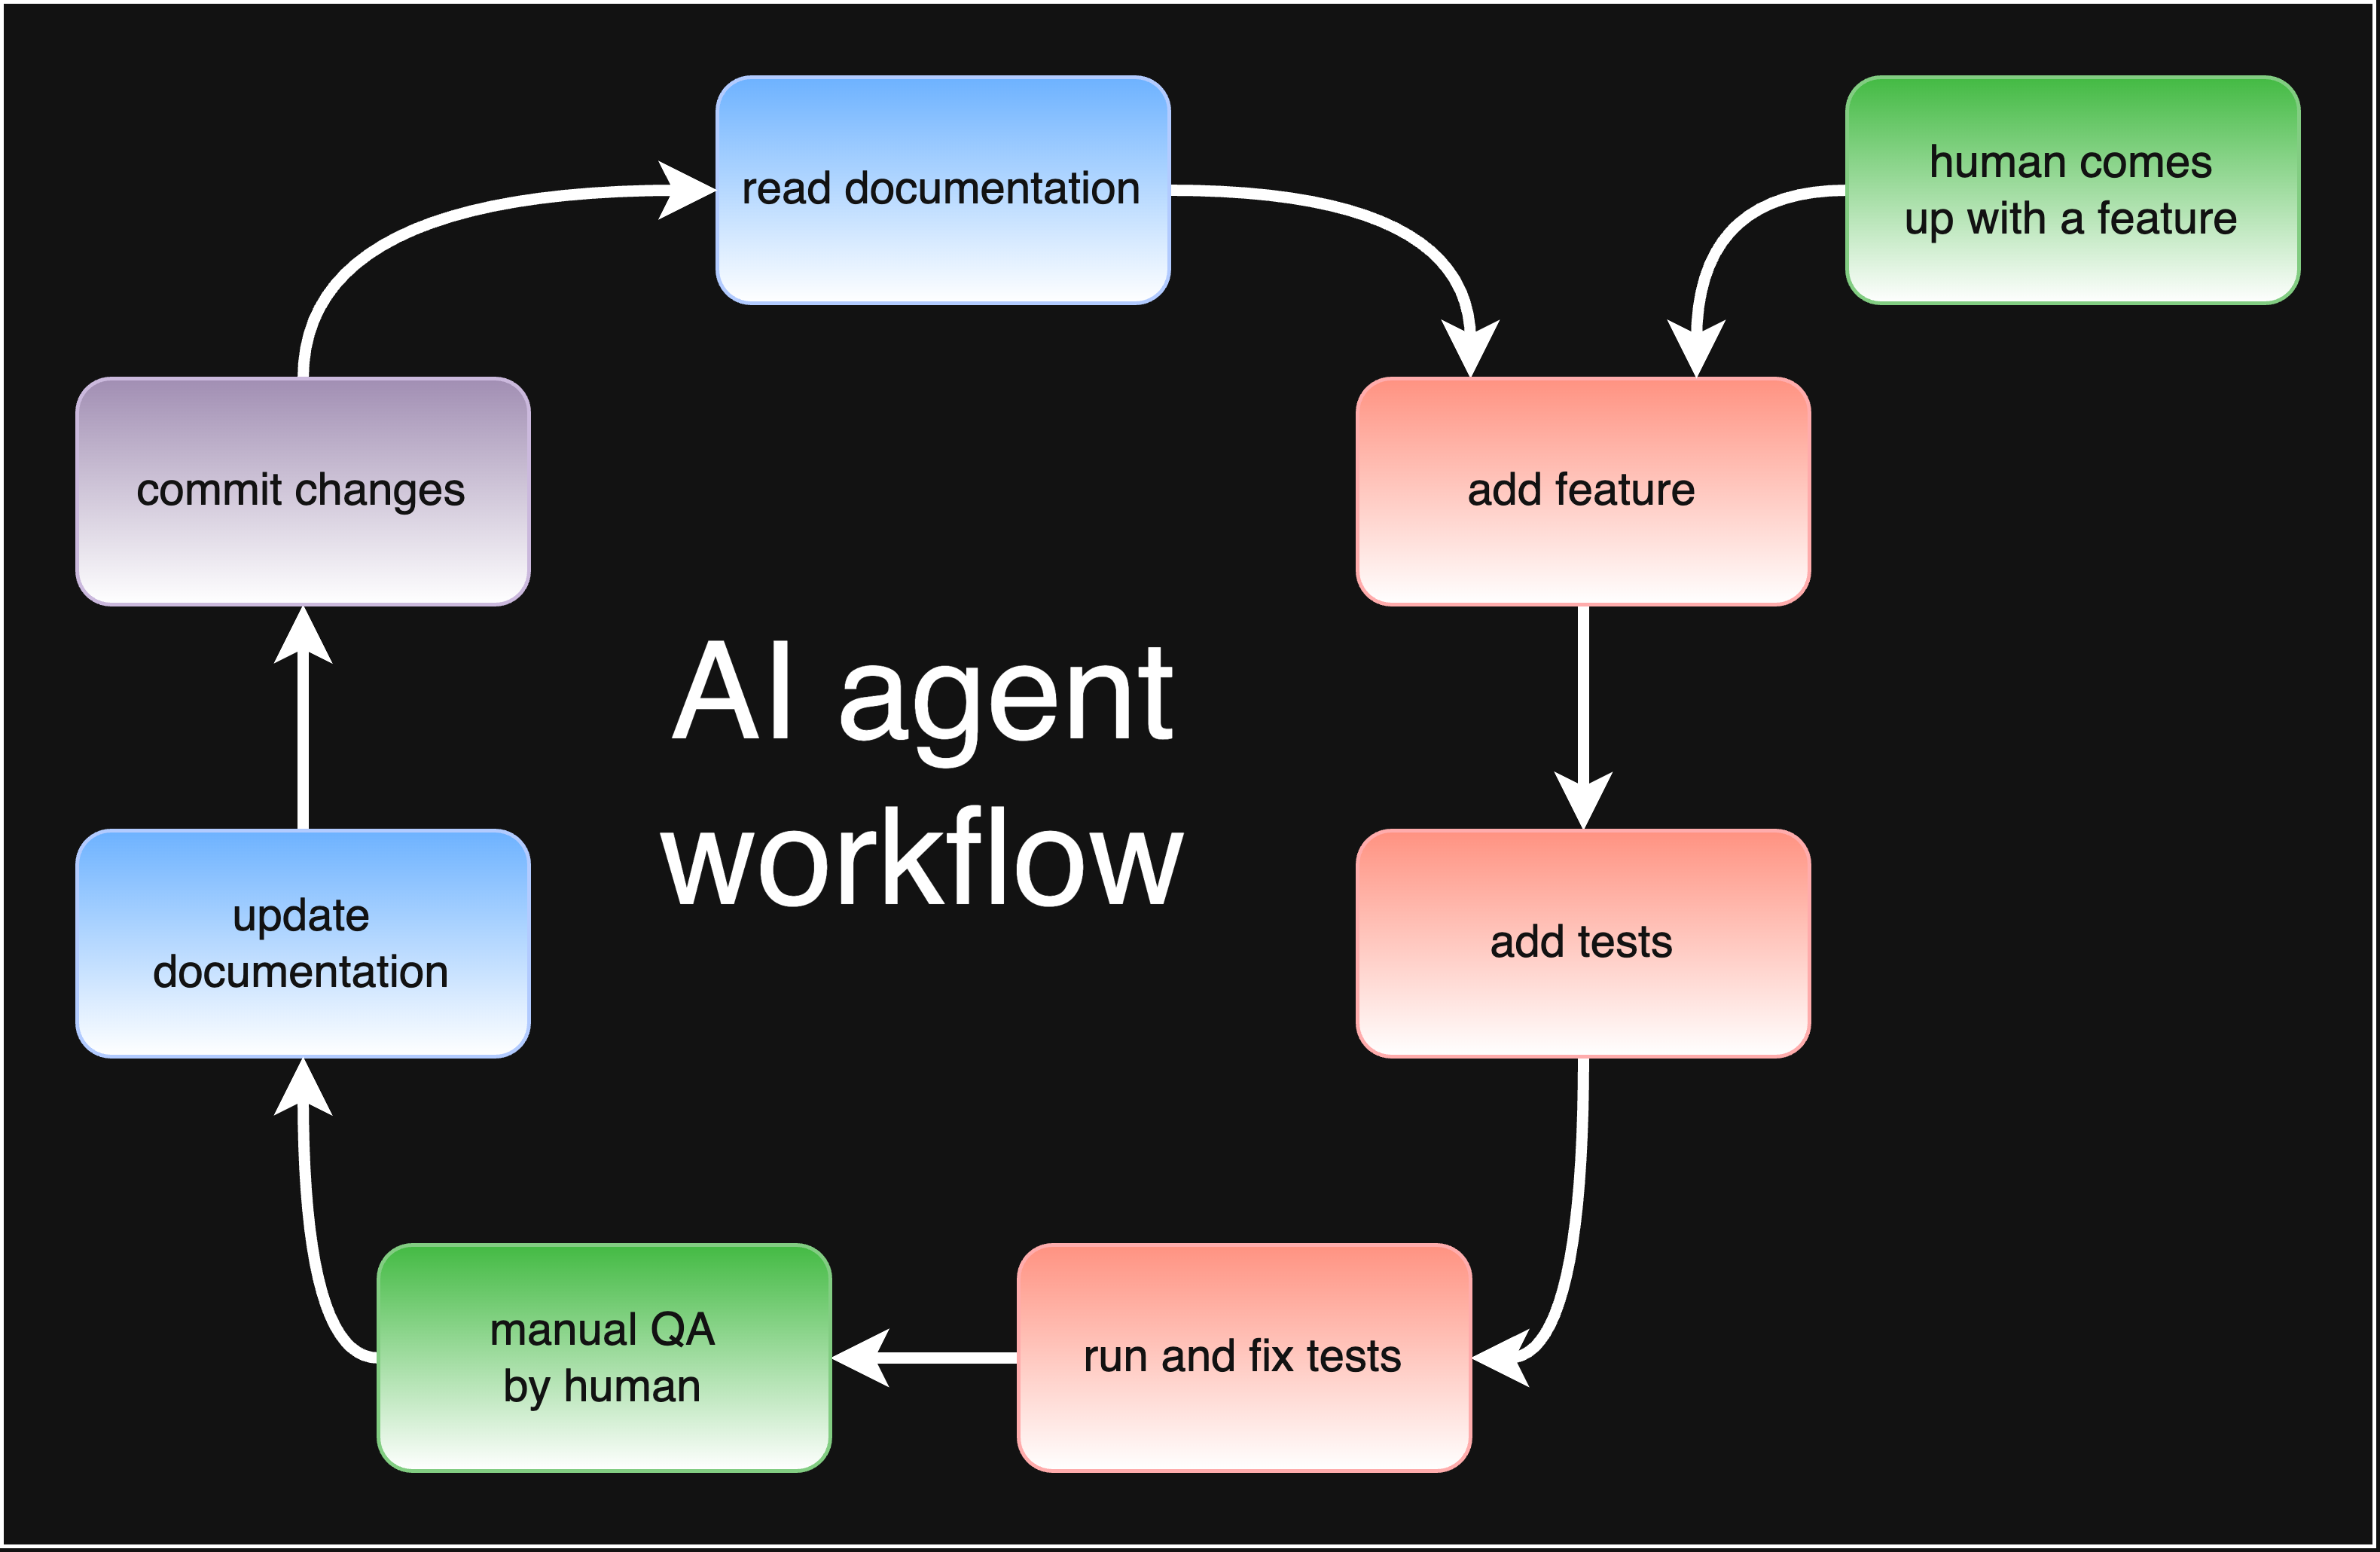 read documentation
human comes
up with a feature
commit changes
add feature
AI agent
workflow
update
documentation
add tests
manual QA
by human
run and fix tests